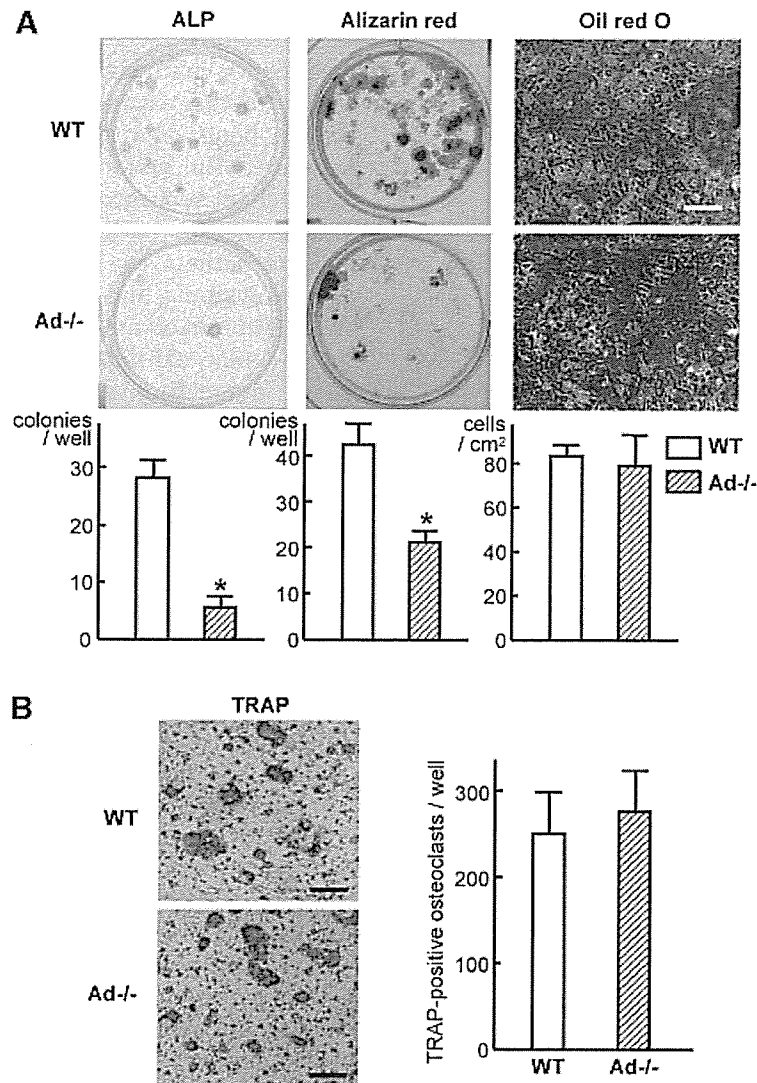 A
ALP Alizarin red Oil red O
WT
Ad-/-
colonies / well
30
20
10
0
*
colonies / well
40
20
0
*
cells / cm²
80
60
40
20
0
WT
Ad-/-
B
TRAP
WT
Ad-/-
TRAP-positive osteoclasts / well
300
200
100
0
WT Ad-/-